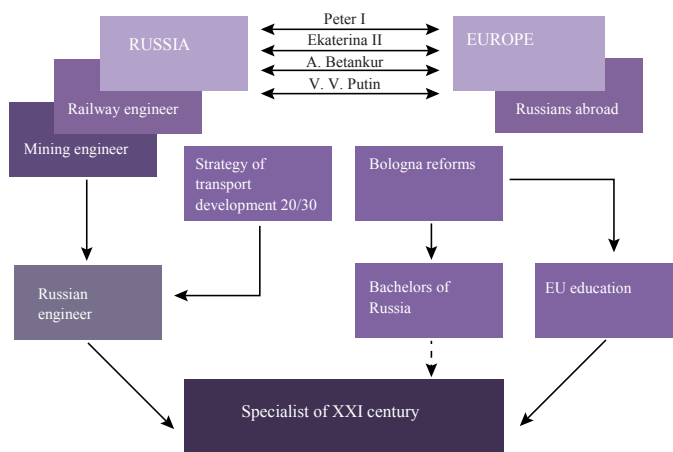 Peter I
RUSSIA
Ekaterina II
EUROPE
A. Betankur
V. V. Putin
Railway engineer
Russians abroad
Mining engineer
Strategy of
transport
development 20/30
Bologna reforms
Russian
engineer
Bachelors of
Russia
EU education
Specialist of XXI century